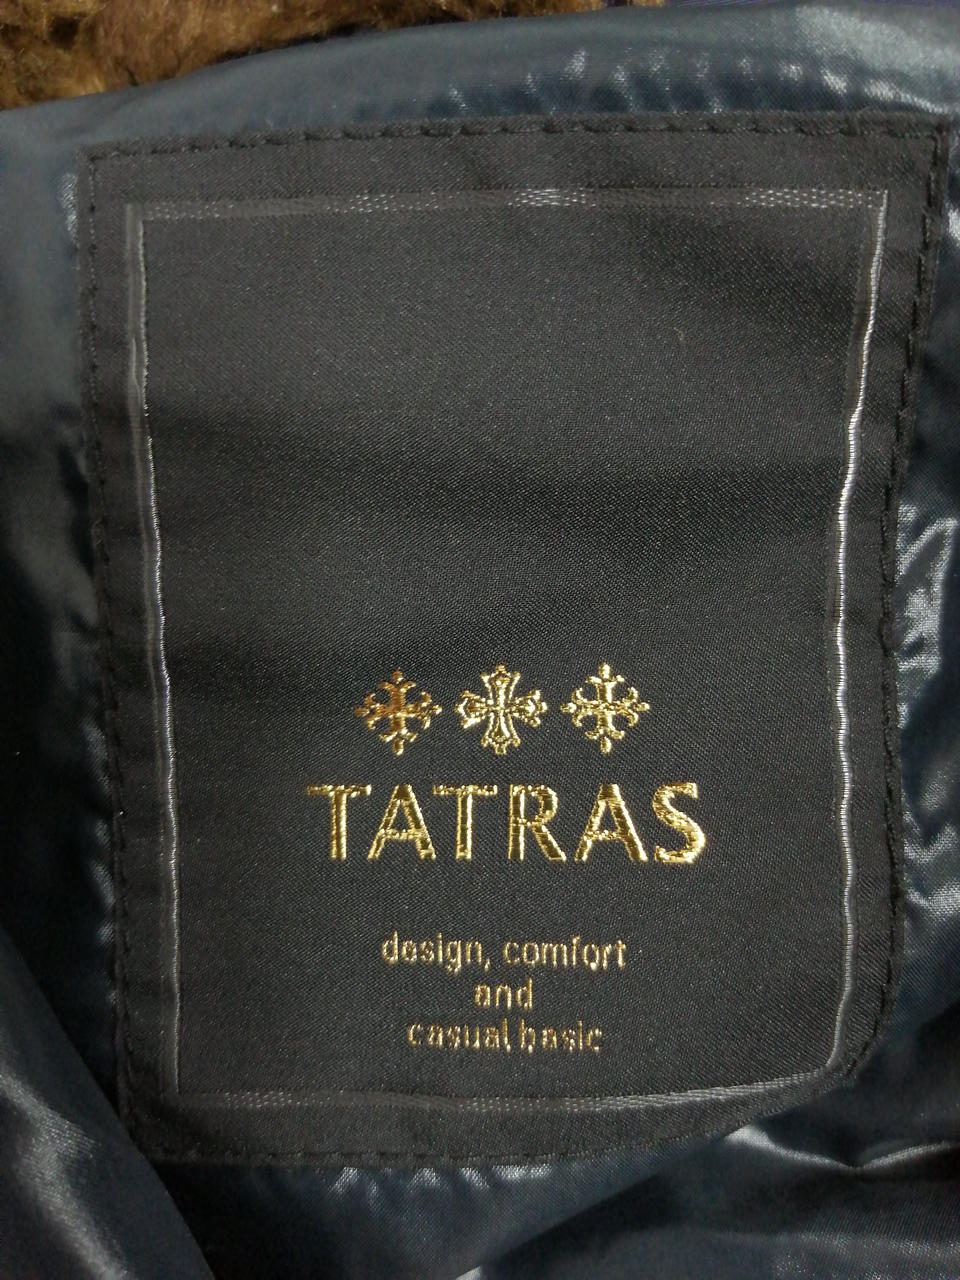 TATRAS
design, comfort
and
casual basic